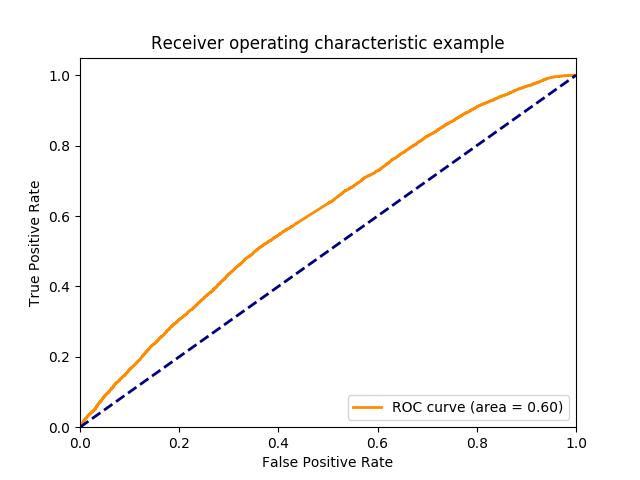 Receiver operating characteristic example
1.0
0.8
0.6
0.4
0.2
0.0
True Positive Rate
ROC curve (area = 0.60)
0.0 0.2 0.4 0.6 0.8 1.0
False Positive Rate